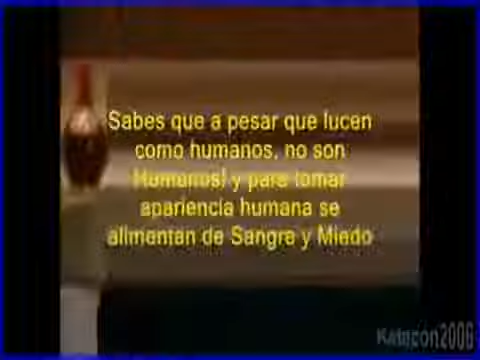 Sabes que a pesar que lucen
como humanos, no son
Humanos! y para tomar
apariencia humana se
alimentan de Sangre y Miedo